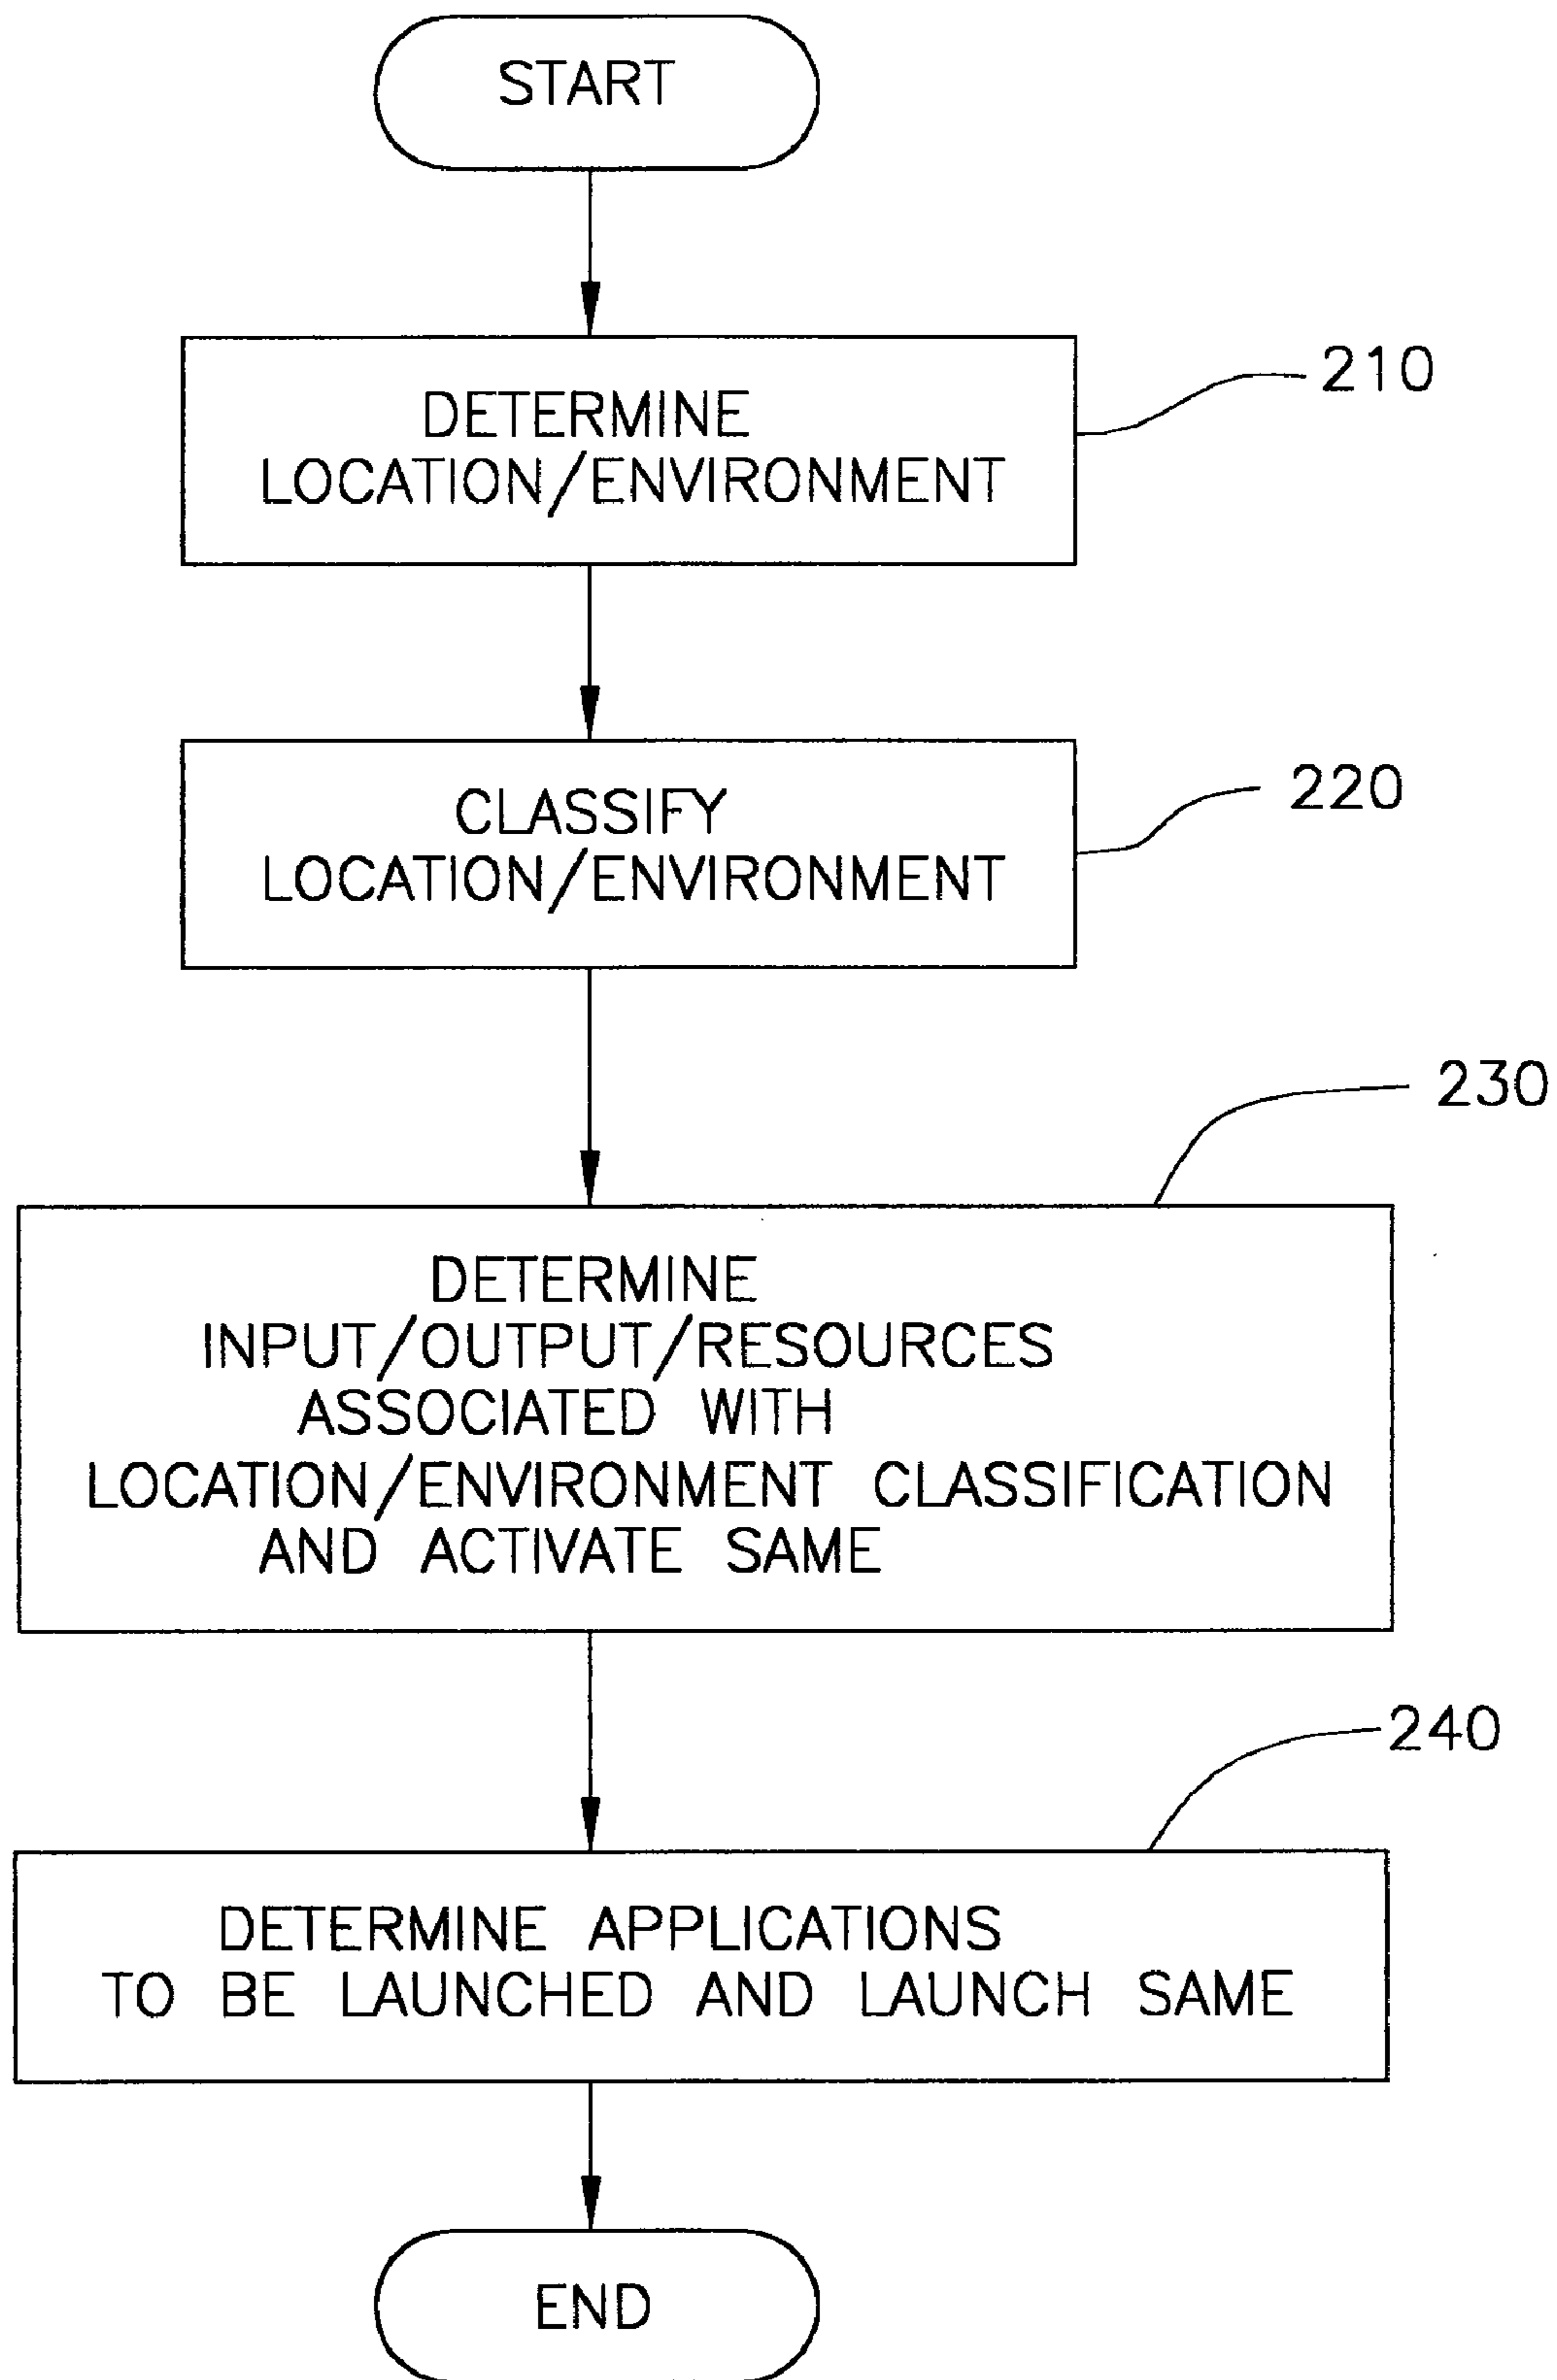 START
DETERMINE
LOCATION/ENVIRONMENT
210
CLASSIFY
LOCATION/ENVIRONMENT
220
230
DETERMINE
INPUT/OUTPUT/RESOURCES
ASSOCIATED WITH
LOCATION/ENVIRONMENT CLASSIFICATION
AND ACTIVATE SAME
240
DETERMINE APPLICATIONS
TO BE LAUNCHED AND LAUNCH SAME
END